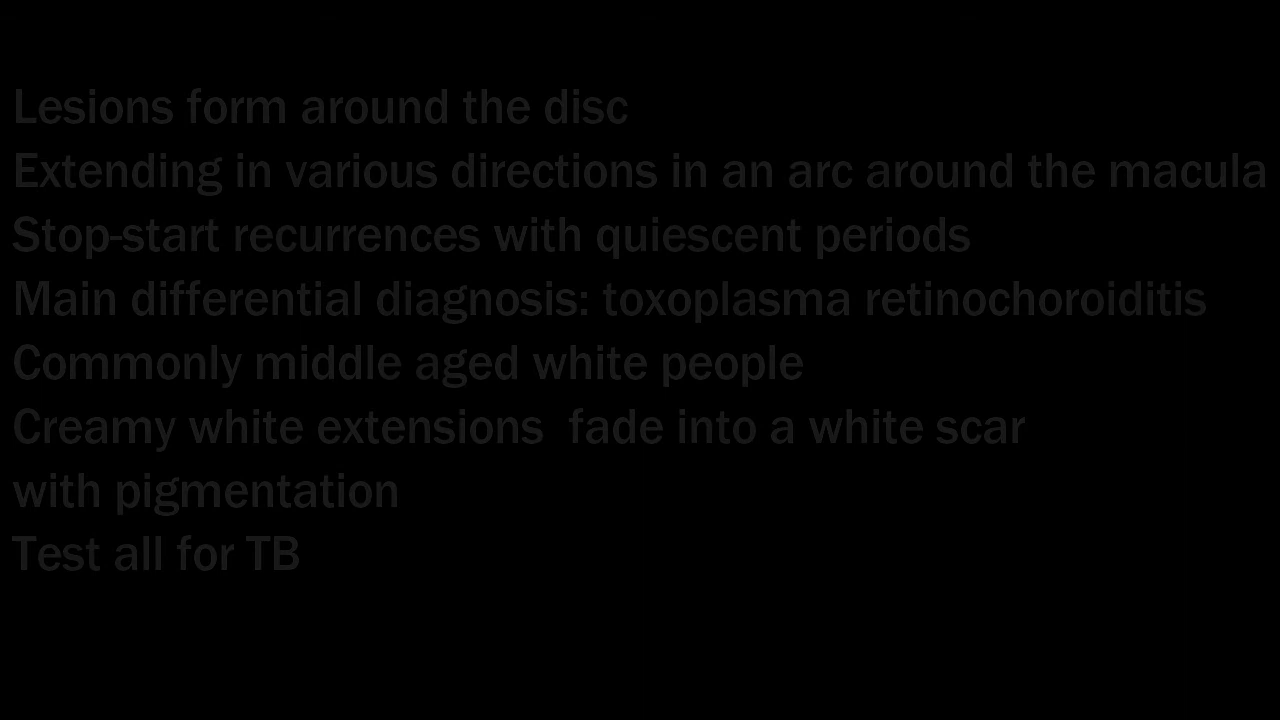 Lesions form around the disc
Extending in various directions in an arc around the macula
Stop-start recurrences with quiescent periods
Main differential diagnosis: toxoplasma retinochoroiditis
Commonly middle aged white people
Creamy white extensions  fade into a white scar
with pigmentation
Test all for TB